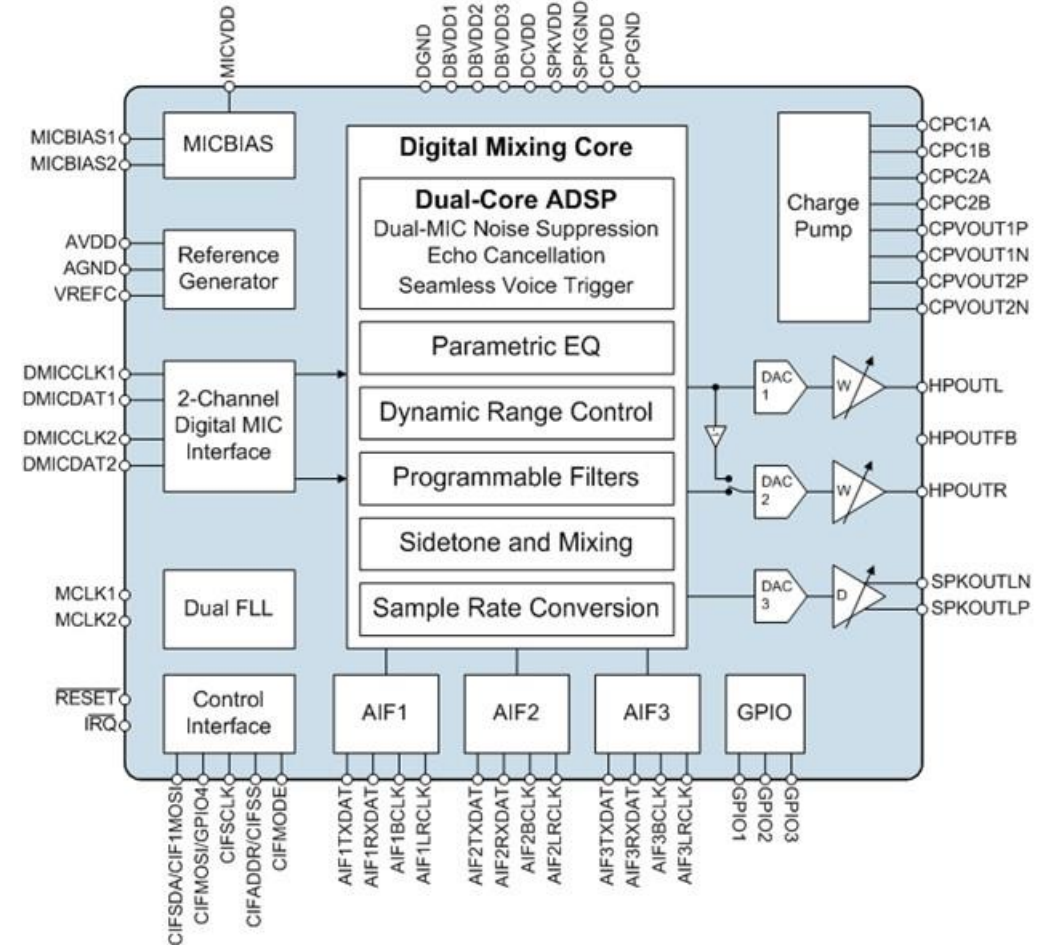 MICVDD
DGND
DBVDD1
DBVDD2
DBVDD3
DCVDD
SPKVDD
SPKGND
CPVDD
CPGND
MICBIAS1
MICBIAS2
MICBIAS
AVDD
AGND
VREFC
Reference
Generator
DMICCLK1
DMICDAT1
DMICCLK2
DMICDAT2
2-Channel
Digital MIC
Interface
MCLK1
MCLK2
Dual FLL
RESET
IRQ
Control
Interface
Digital Mixing Core
Dual-Core ADSP
Dual-MIC Noise Suppression
Echo Cancellation
Seamless Voice Trigger
Parametric EQ
Dynamic Range Control
Programmable Filters
Sidetone and Mixing
Sample Rate Conversion
Charge
Pump
CPC1A
CPC1B
CPC2A
CPC2B
CPVOUT1P
CPVOUT1N
CPVOUT2P
CPVOUT2N
DAC
1
W
HPOUTL
HPOUTFB
DAC
2
W
HPOUTR
DAC
3
D
SPKOUTLN
SPKOUTLP
AIF1
AIF2
AIF3
GPIO
CIFSDA/CIF1MOSI
CIFMOSI/GPIO4
CIFSCLK
CIFADDR/CIFSS
CIFMODE
AIF1TXDAT
AIF1RXDAT
AIF1BCLK
AIF1LRCLK
AIF2TXDAT
AIF2RXDAT
AIF2BCLK
AIF2LRCLK
AIF3TXDAT
AIF3RXDAT
AIF3BCLK
AIF3LRCLK
GPIO1
GPIO2
GPIO3